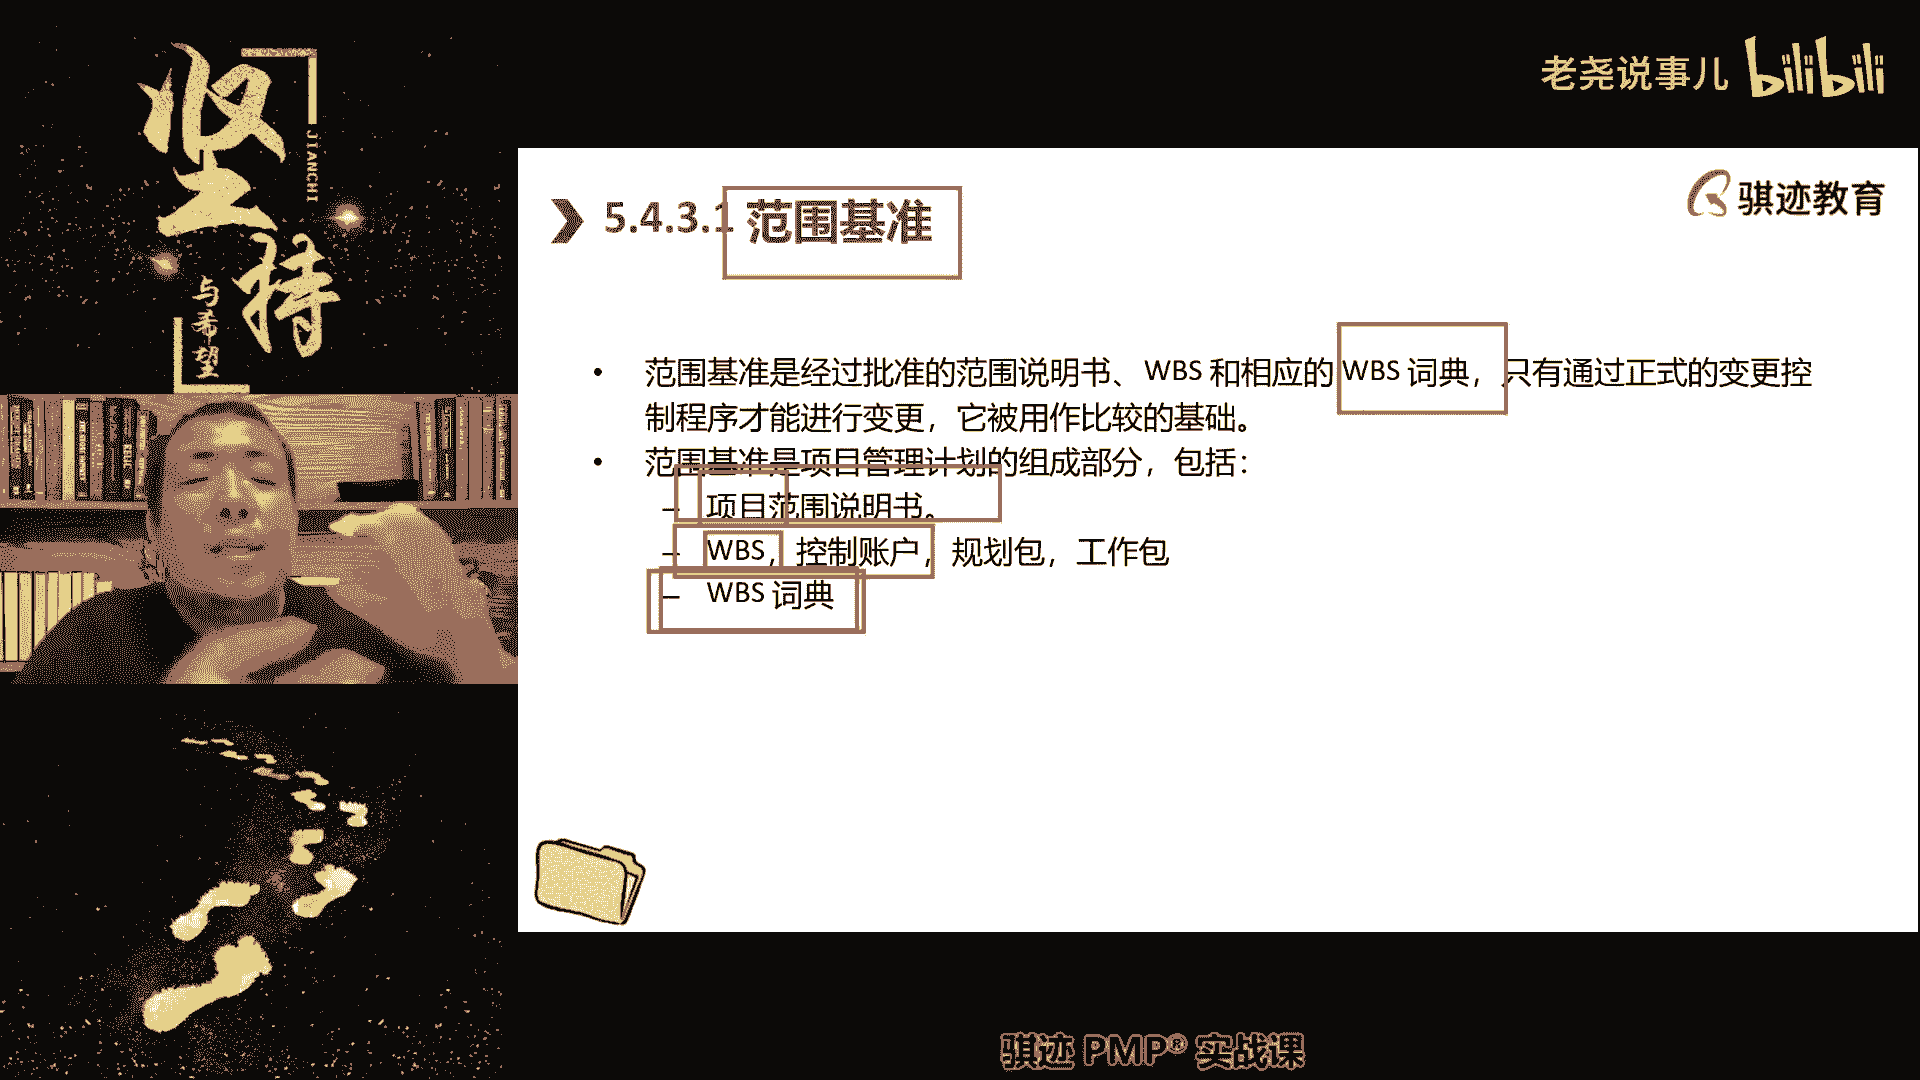 坚持
JIANCHI
与希望
老尧说事儿 bilibili
骐迹教育
5.4.3.1 范围基准
• 范围基准是经过批准的范围说明书、WBS 和相应的 WBS 词典，只有通过正式的变更控
制程序才能进行变更，它被用作比较的基础。
• 范围基准是项目管理计划的组成部分，包括：
– 项目范围说明书。
– WBS，控制账户，规划包，工作包
– WBS 词典
骐迹 PMP® 实战课